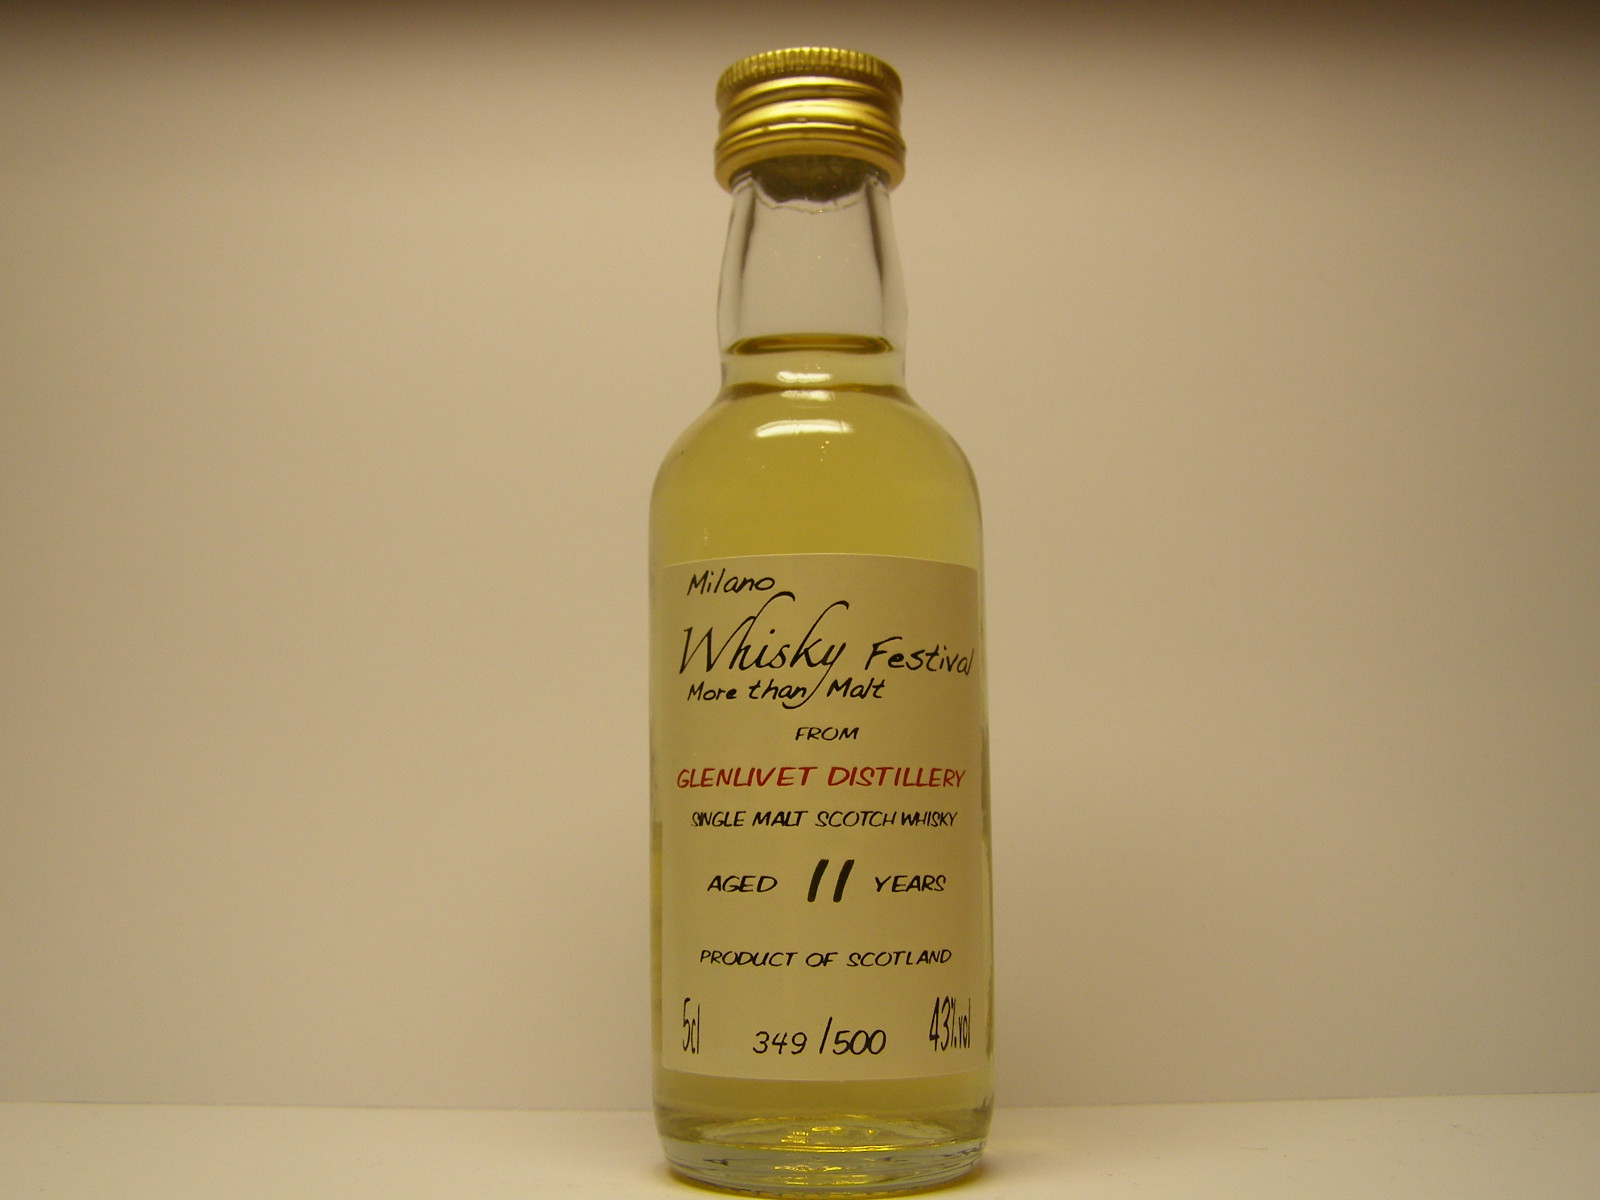 Milano
Whisky Festival
More than Malt
FROM
GLENLIVET DISTILLERY
SINGLE MALT SCOTCH WHISKY
AGED 11 YEARS
PRODUCT OF SCOTLAND
5cl 349/500 43%vol